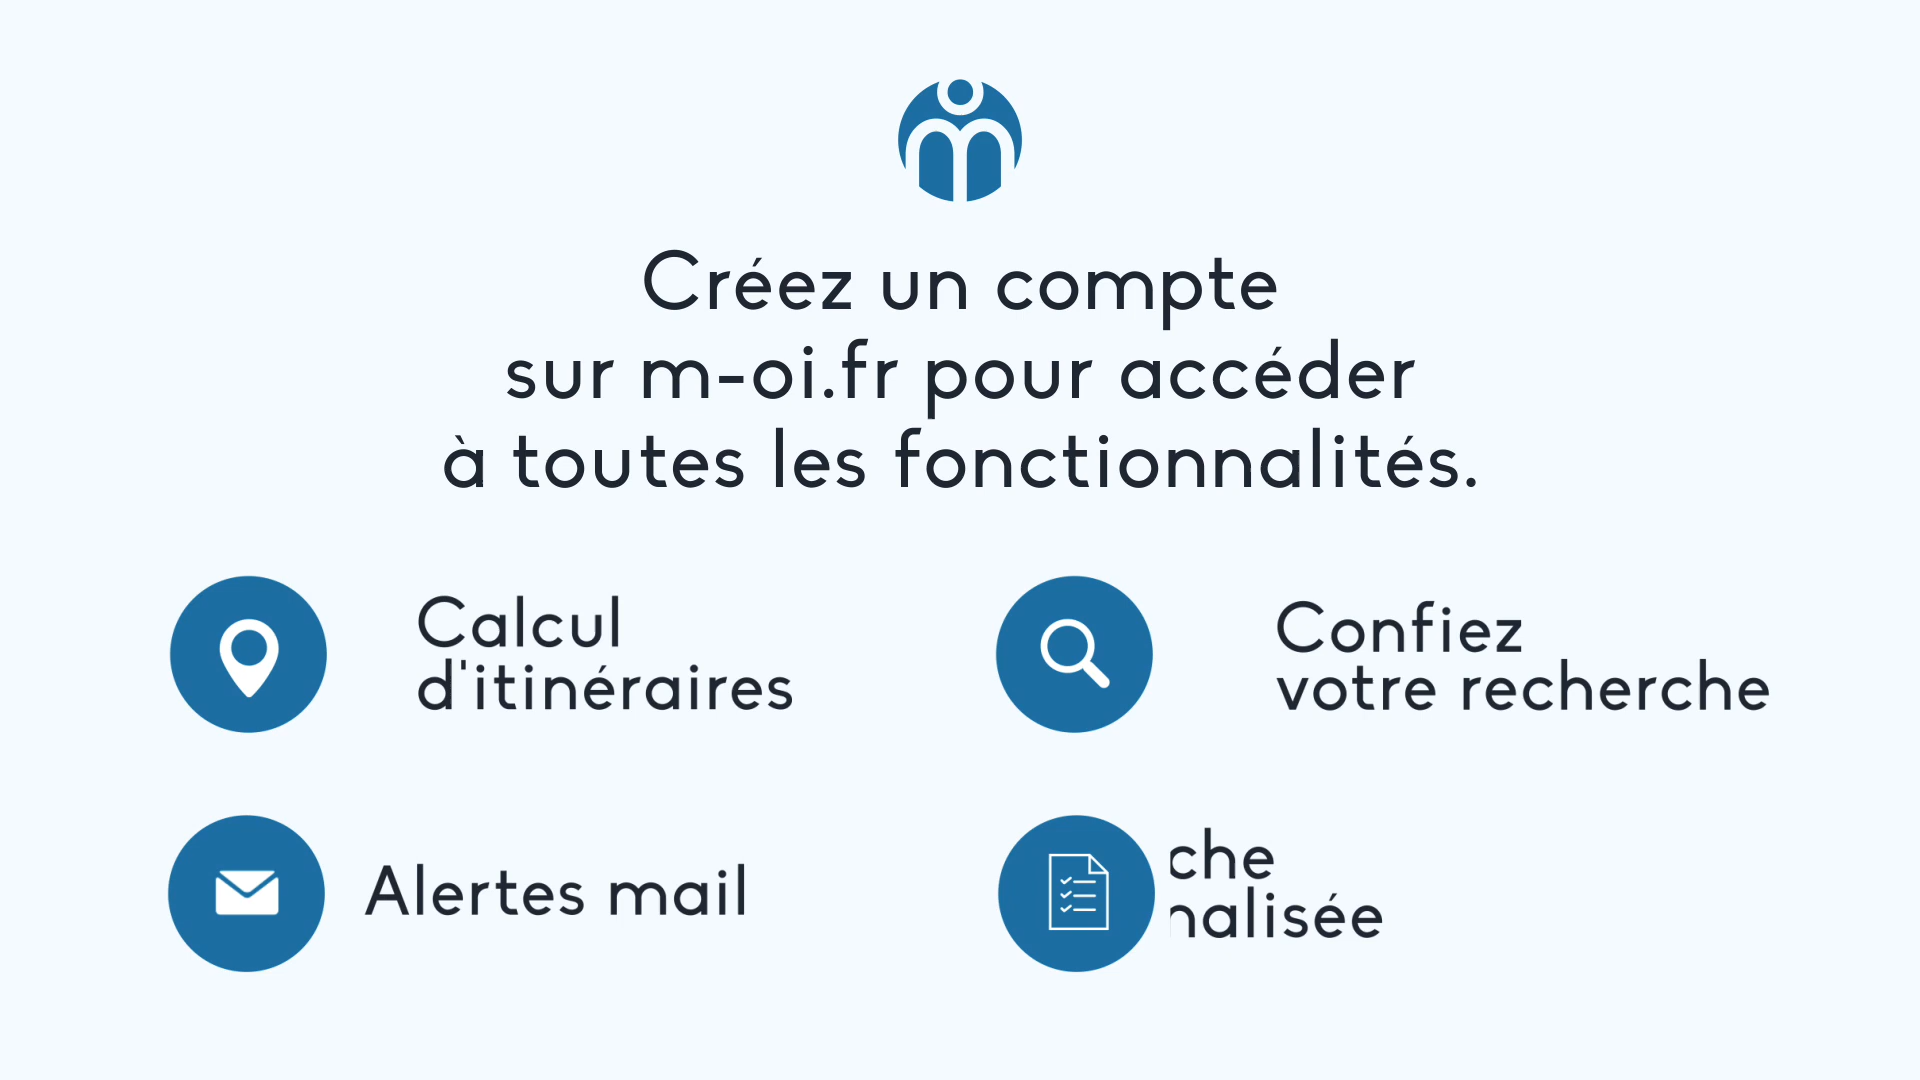 Créez un compte
sur m-oi.fr pour accéder
à toutes les fonctionnalités.
Calcul
d'itinéraires
Confiez
votre recherche
Alertes mail
che
nalisée